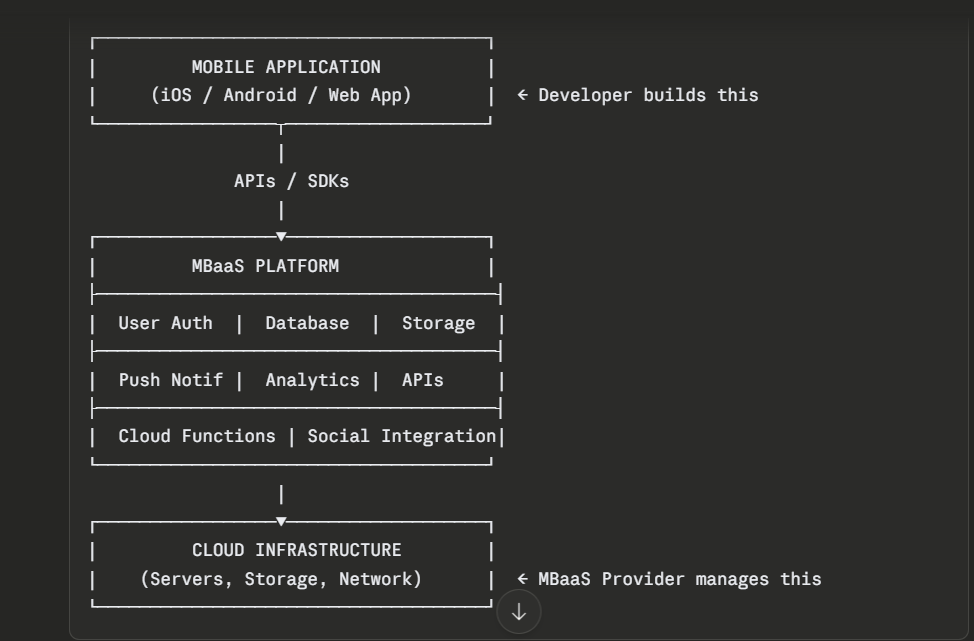 MOBILE APPLICATION
(iOS / Android / Web App) ← Developer builds this
APIs / SDKs
MBaaS PLATFORM
User Auth | Database | Storage
Push Notif | Analytics | APIs
Cloud Functions | Social Integration
CLOUD INFRASTRUCTURE
(Servers, Storage, Network) ← MBaaS Provider manages this